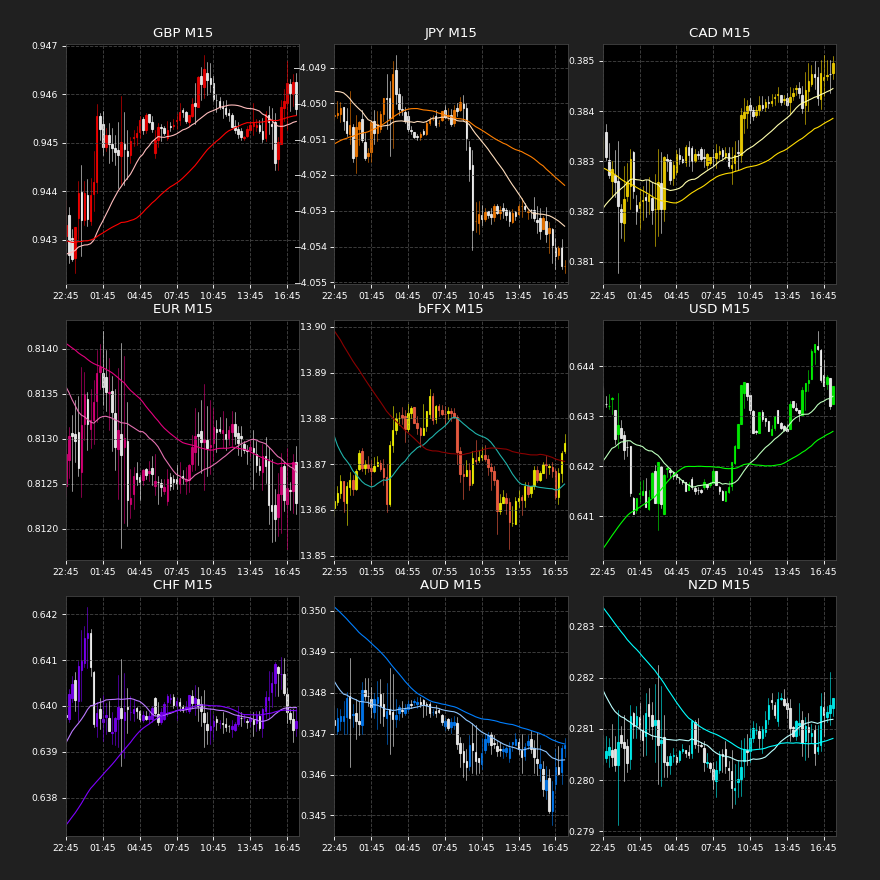 GBP M15
0.947
0.946
0.945
0.944
0.943
22:45 01:45 04:45 07:45 10:45 13:45 16:45
JPY M15
−4.049
−4.050
−4.051
−4.052
−4.053
−4.054
−4.055
22:45 01:45 04:45 07:45 10:45 13:45 16:45
CAD M15
0.385
0.384
0.383
0.382
0.381
22:45 01:45 04:45 07:45 10:45 13:45 16:45
EUR M15
0.8140
0.8135
0.8130
0.8125
0.8120
22:45 01:45 04:45 07:45 10:45 13:45 16:45
bFFX M15
13.90
13.89
13.88
13.87
13.86
13.85
22:55 01:55 04:55 07:55 10:55 13:55 16:55
USD M15
0.644
0.643
0.642
0.641
22:45 01:45 04:45 07:45 10:45 13:45 16:45
CHF M15
0.642
0.641
0.640
0.639
0.638
22:45 01:45 04:45 07:45 10:45 13:45 16:45
AUD M15
0.350
0.349
0.348
0.347
0.346
0.345
22:45 01:45 04:45 07:45 10:45 13:45 16:45
NZD M15
0.283
0.282
0.281
0.280
0.279
22:45 01:45 04:45 07:45 10:45 13:45 16:45